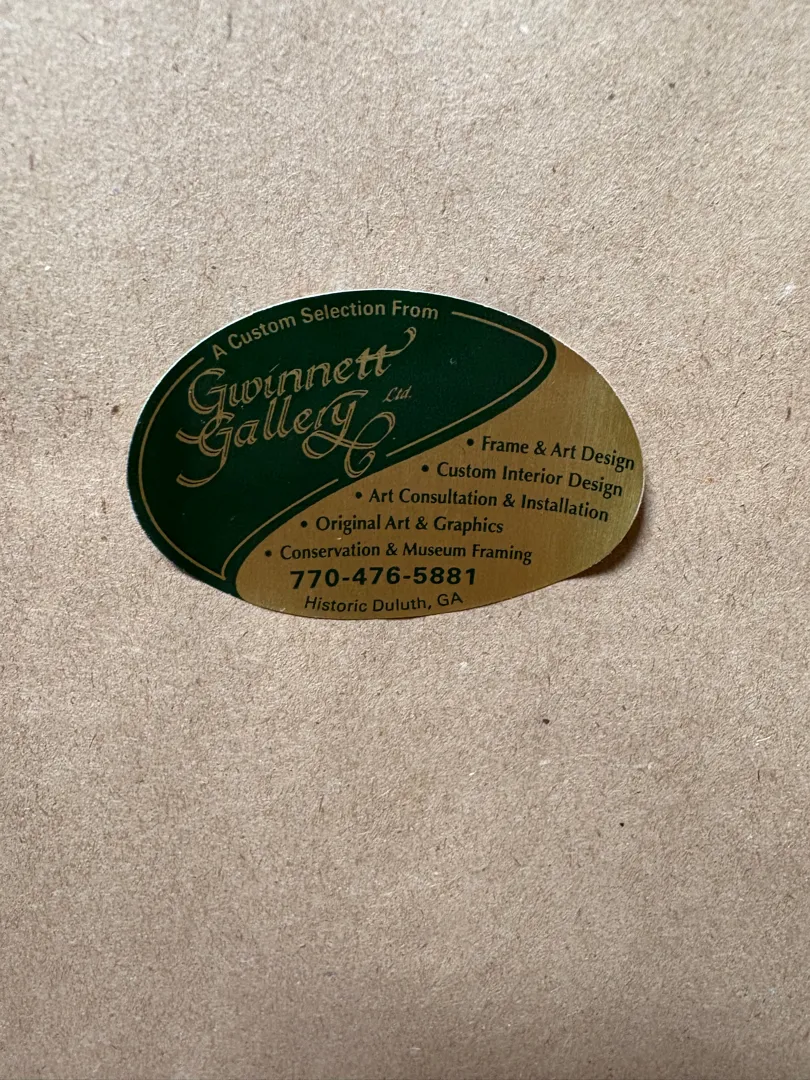 A Custom Selection From
Gwinnett
Gallery Ltd.
• Frame & Art Design
• Custom Interior Design
• Art Consultation & Installation
• Original Art & Graphics
• Conservation & Museum Framing
770-476-5881
Historic Duluth, GA